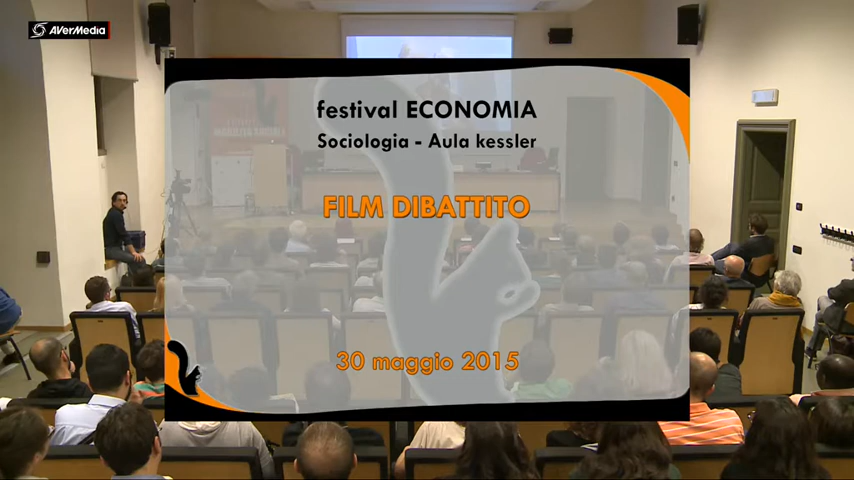 AVerMedia
festival ECONOMIA
Sociologia - Aula kessler
FILM DIBATTITO
30 maggio 2015